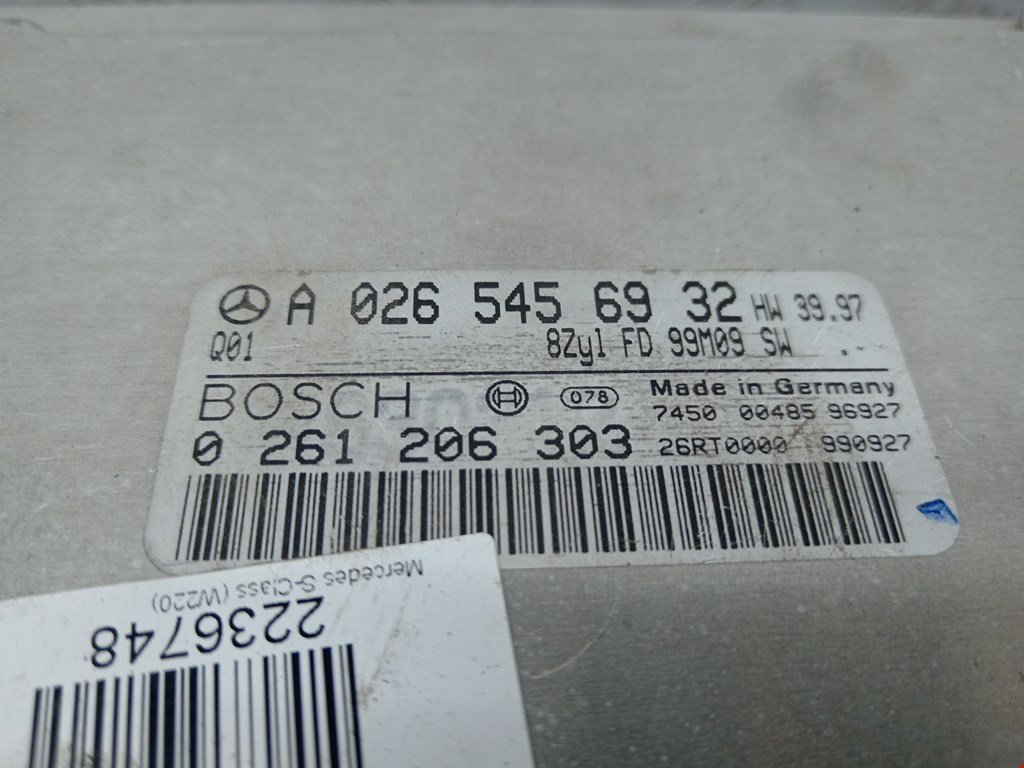 A 026 545 69 32 HW 39.97
Q01 8Zyl FD 99M09 SW .-
BOSCH 078 Made in Germany
7450 00485 96927
0 261 206 303 26RT0000 990927
Mercedes S-Class (W220)
2236748